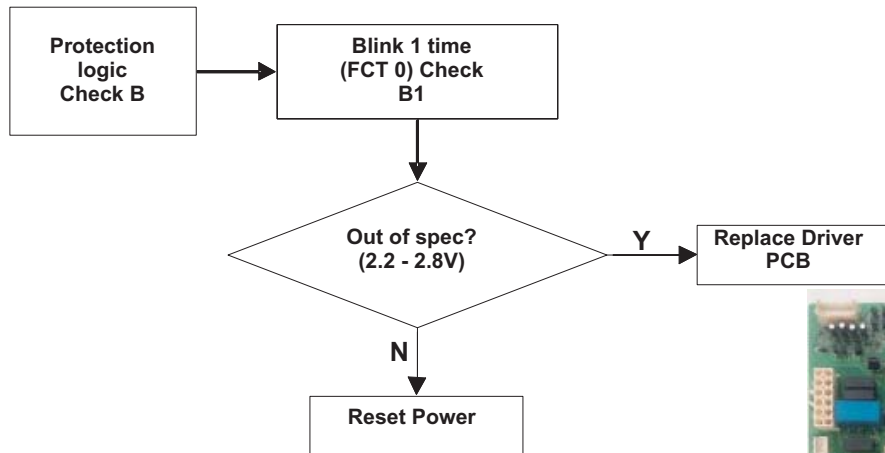 Protection
logic
Check B
Blink 1 time
(FCT 0) Check
B1
Out of spec?
(2.2 - 2.8V)
Y
Replace Driver
PCB
N
Reset Power